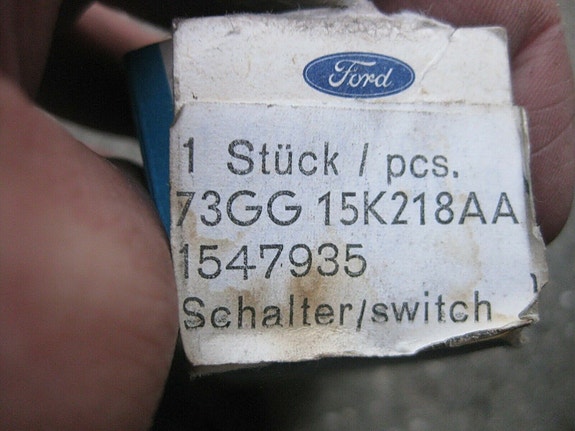 Ford
1 Stück / pcs.
73GG 15K218AA
1547935
Schalter/switch